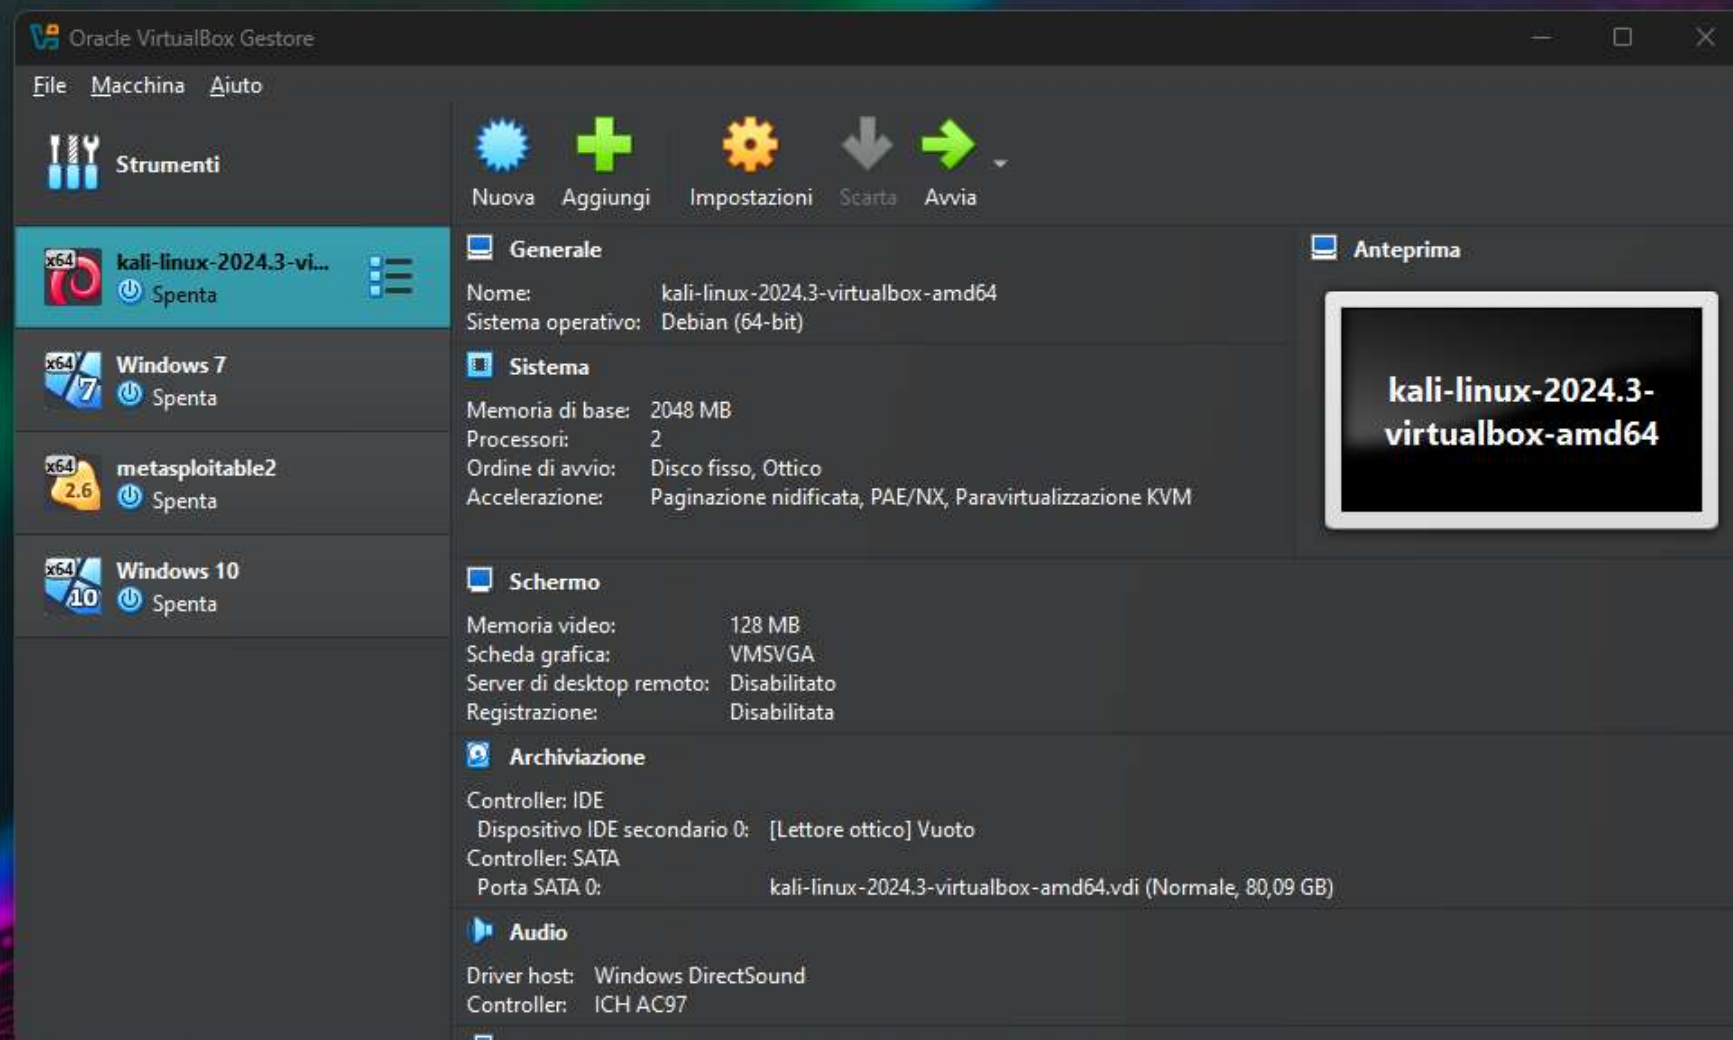 Oracle VirtualBox Gestore
File Macchina Aiuto
Strumenti
Nuova Aggiungi Impostazioni Scarta Avvia
x64 kali-linux-2024.3-vi...
Spenta
x64 7 Windows 7
Spenta
x64 2.6 metasploitable2
Spenta
x64 10 Windows 10
Spenta
Generale
Nome: kali-linux-2024.3-virtualbox-amd64
Sistema operativo: Debian (64-bit)
Sistema
Memoria di base: 2048 MB
Processori: 2
Ordine di avvio: Disco fisso, Ottico
Accelerazione: Paginazione nidificata, PAE/NX, Paravirtualizzazione KVM
Anteprima
kali-linux-2024.3-
virtualbox-amd64
Schermo
Memoria video: 128 MB
Scheda grafica: VMSVGA
Server di desktop remoto: Disabilitato
Registrazione: Disabilitata
Archiviazione
Controller: IDE
Dispositivo IDE secondario 0: [Lettore ottico] Vuoto
Controller: SATA
Porta SATA 0: kali-linux-2024.3-virtualbox-amd64.vdi (Normale, 80,09 GB)
Audio
Driver host: Windows DirectSound
Controller: ICH AC97